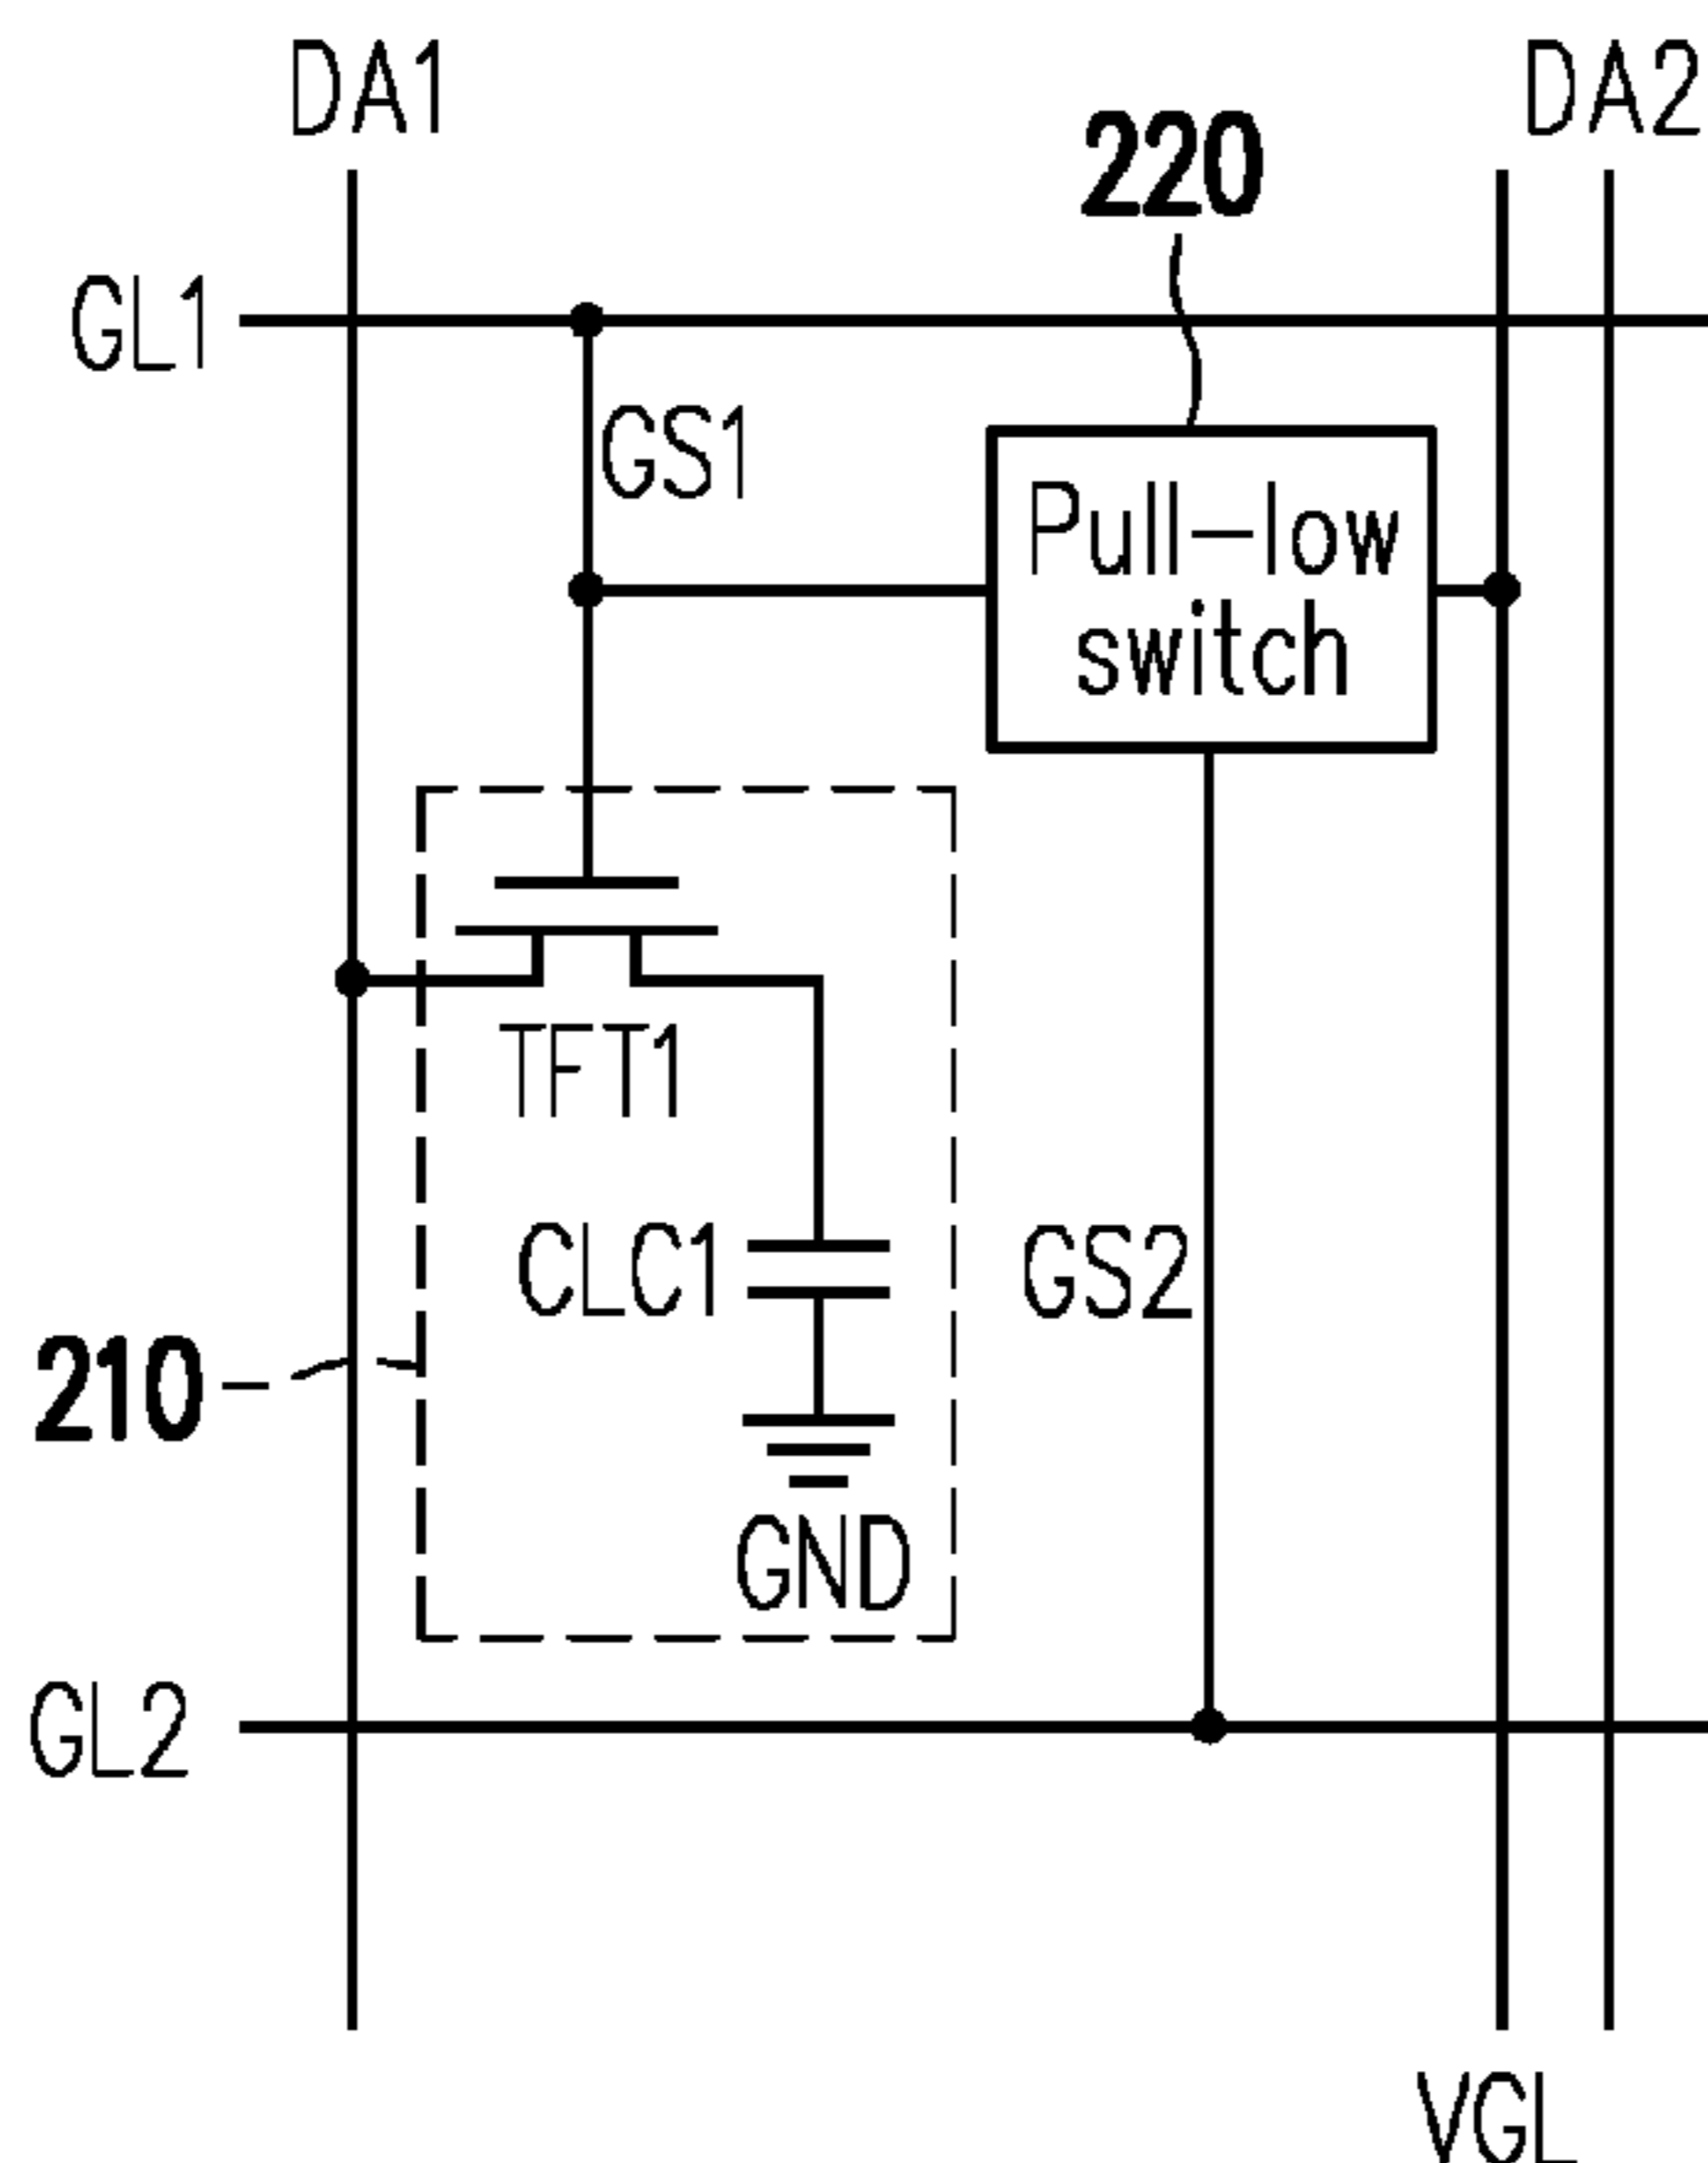 DA1
DA2
220
GL1
GS1
Pull-low
switch
TFT1
CLC1
GS2
210
GND
GL2
VGL